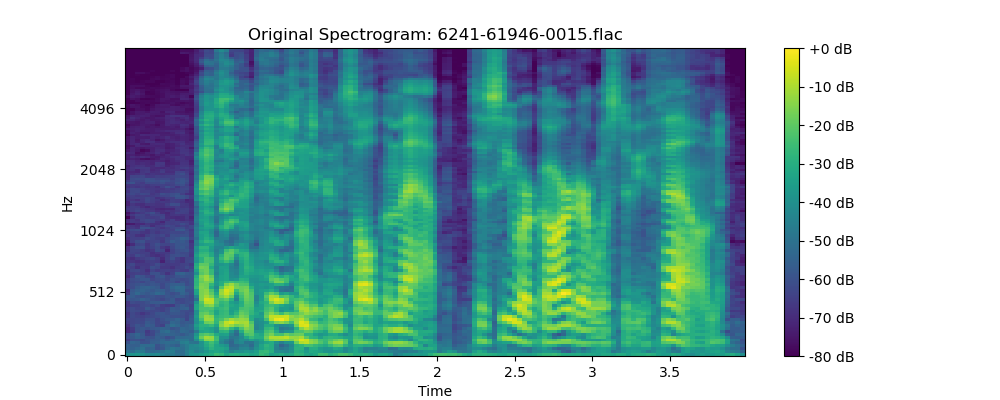 Original Spectrogram: 6241-61946-0015.flac
+0 dB
4096
-10 dB
-20 dB
2048
-30 dB
Hz
-40 dB
1024
-50 dB
512
-60 dB
-70 dB
0
-80 dB
0 0.5 1 1.5 2 2.5 3 3.5
Time